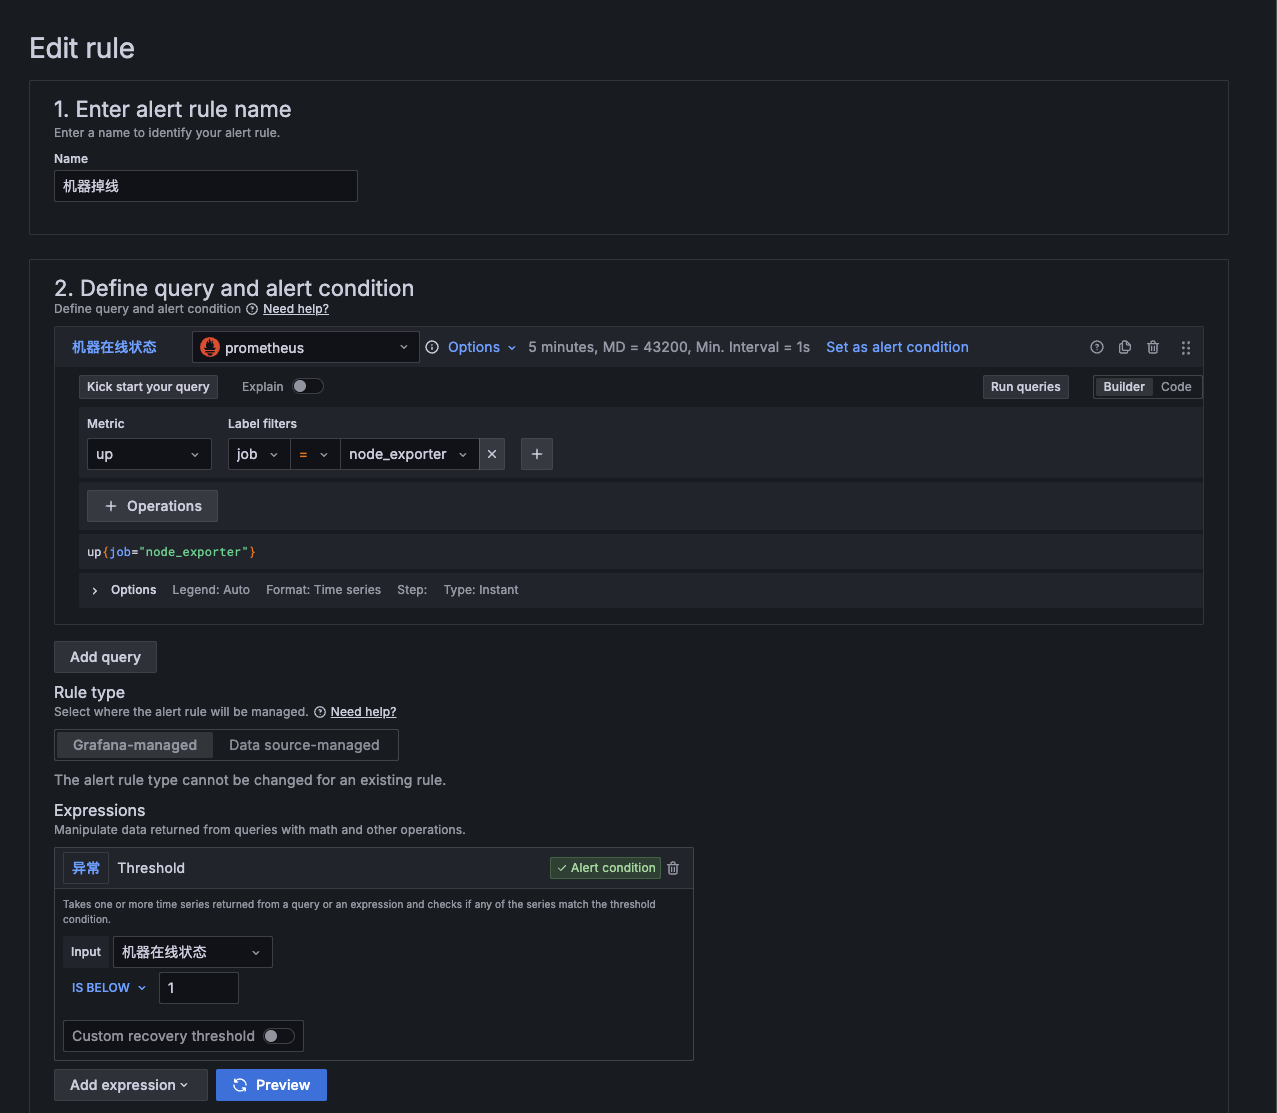 Edit rule
1. Enter alert rule name
Enter a name to identify your alert rule.
Name
机器掉线
2. Define query and alert condition
Define query and alert condition Need help?
机器在线状态 prometheus Options 5 minutes, MD = 43200, Min. Interval = 1s Set as alert condition
Kick start your query Explain Run queries Builder Code
Metric Label filters
up job = node_exporter
+ Operations
up{job="node_exporter"}
Options Legend: Auto Format: Time series Step: Type: Instant
Add query
Rule type
Select where the alert rule will be managed. Need help?
Grafana-managed Data source-managed
The alert rule type cannot be changed for an existing rule.
Expressions
Manipulate data returned from queries with math and other operations.
异常 Threshold Alert condition
Takes one or more time series returned from a query or an expression and checks if any of the series match the threshold
condition.
Input 机器在线状态
IS BELOW 1
Custom recovery threshold
Add expression Preview